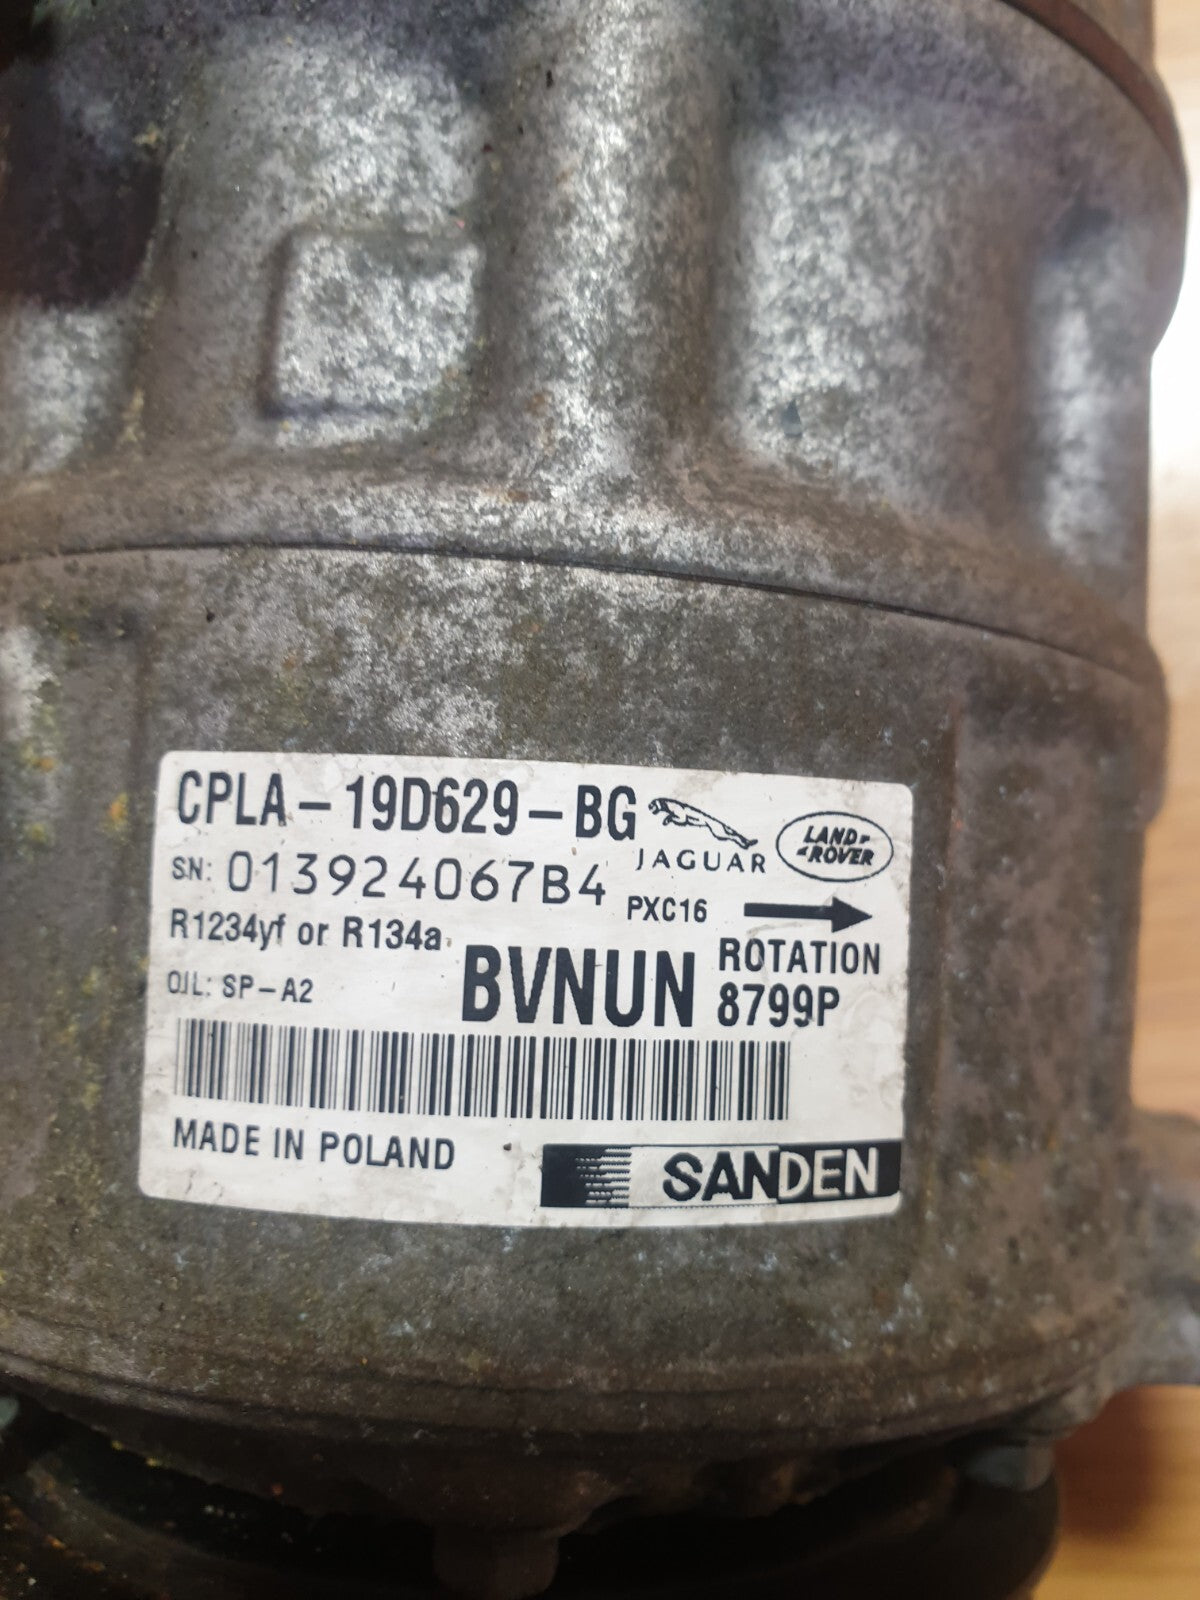 CPLA-19D629-BG
JAGUAR
LAND-
-ROVER
SN: 013924067B4
PXC16
R1234yf or R134a
ROTATION
OIL: SP-A2
BVNUN
8799P
MADE IN POLAND
SANDEN